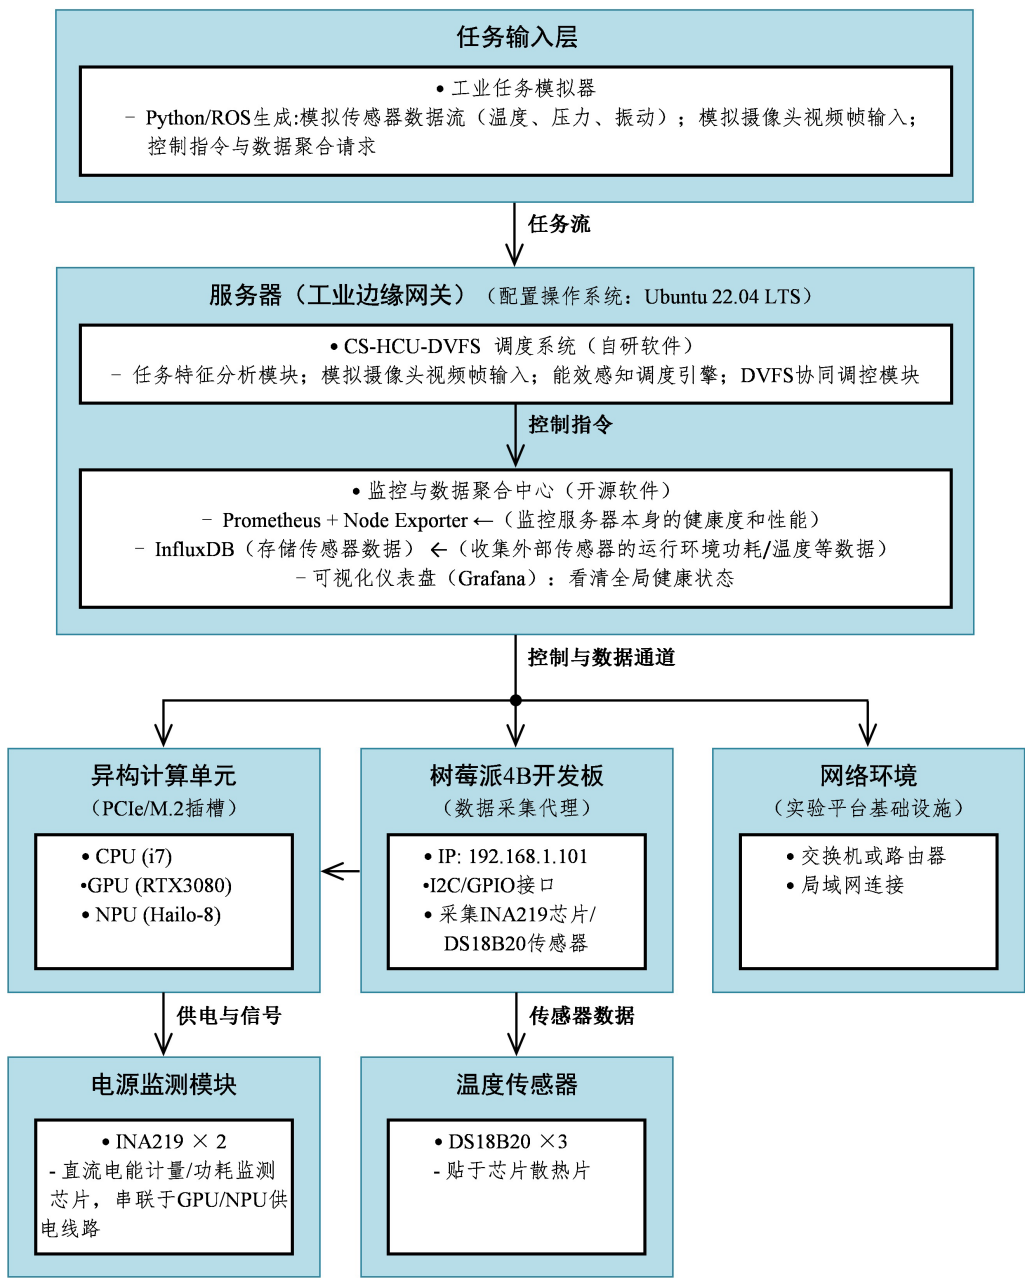 任务输入层
• 工业任务模拟器
– Python/ROS生成:模拟传感器数据流（温度、压力、振动）；模拟摄像头视频帧输入；
控制指令与数据聚合请求
任务流
服务器（工业边缘网关）（配置操作系统：Ubuntu 22.04 LTS）
• CS-HCU-DVFS 调度系统（自研软件）
– 任务特征分析模块；模拟摄像头视频帧输入；能效感知调度引擎；DVFS协同调控模块
控制指令
• 监控与数据聚合中心（开源软件）
– Prometheus + Node Exporter ←（监控服务器本身的健康度和性能）
– InfluxDB（存储传感器数据）←（收集外部传感器的运行环境功耗/温度等数据）
– 可视化仪表盘（Grafana）：看清全局健康状态
控制与数据通道
异构计算单元
（PCIe/M.2插槽）
• CPU (i7)
•GPU (RTX3080)
• NPU (Hailo-8)
树莓派4B开发板
（数据采集代理）
• IP: 192.168.1.101
•I2C/GPIO接口
• 采集INA219芯片/
DS18B20传感器
网络环境
（实验平台基础设施）
• 交换机或路由器
• 局域网连接
供电与信号
传感器数据
电源监测模块
• INA219 × 2
- 直流电能计量/功耗监测
芯片，串联于GPU/NPU供
电线路
温度传感器
• DS18B20 ×3
- 贴于芯片散热片